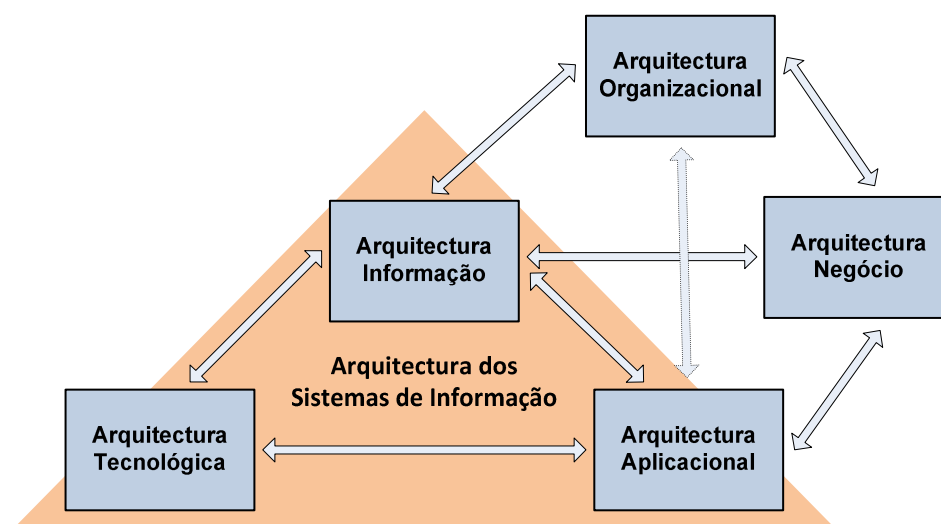 Arquitectura
Organizacional
Arquitectura
Informação
Arquitectura
Negócio
Arquitectura dos
Sistemas de Informação
Arquitectura
Tecnológica
Arquitectura
Aplicacional